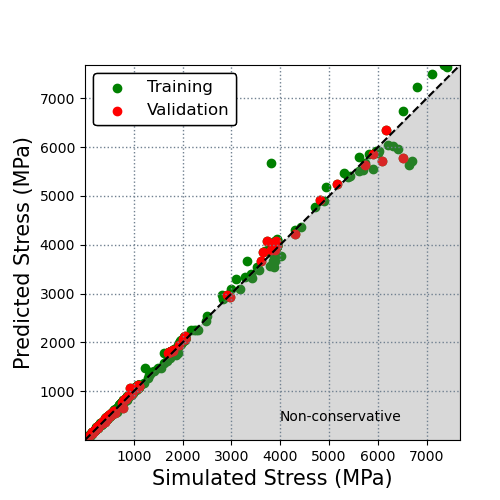 Training
Validation
7000
6000
5000
4000
3000
2000
1000
Predicted Stress (MPa)
Non-conservative
1000 2000 3000 4000 5000 6000 7000
Simulated Stress (MPa)